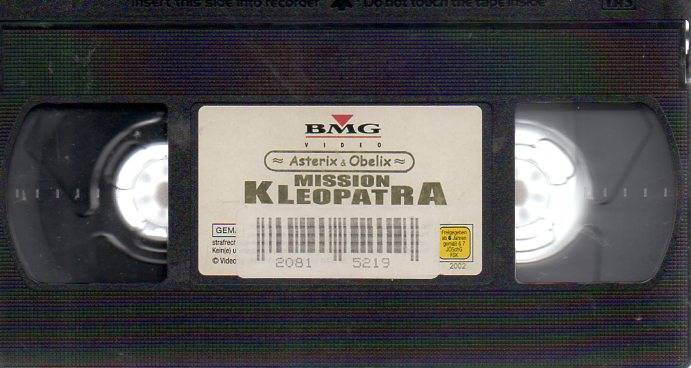 Insert this side into recorder Do not touch the tape inside VHS
BMG
VIDEO
≈ Asterix & Obelix ≈
MISSION
KLEOPATRA
GEMA
strafrech
Kein(e) u
© Video
2081 5219
Freigegeben
ab 6 Jahren
gemäß § 7
JÖSchG
FSK
2002